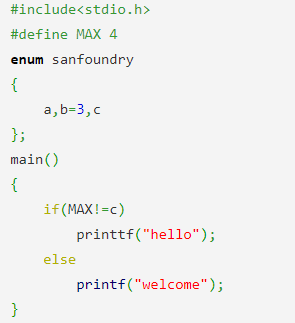 #include<stdio.h>
#define MAX 4
enum sanfoundry
{
    a,b=3,c
};
main()
{
    if(MAX!=c)
        printtf("hello");
    else
        printf("welcome");
}